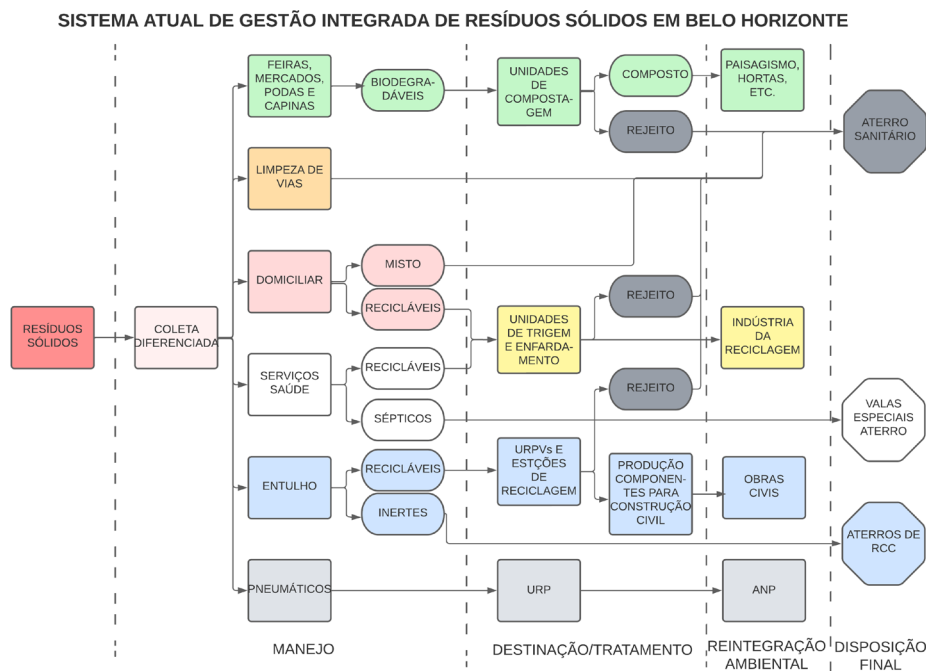 SISTEMA ATUAL DE GESTÃO INTEGRADA DE RESÍDUOS SÓLIDOS EM BELO HORIZONTE
FEIRAS,
MERCADOS,
PODAS E
CAPINAS
BIODEGRA-
DÁVEIS
UNIDADES
DE
COMPOSTA-
GEM
COMPOSTO
PAISAGISMO,
HORTAS,
ETC.
REJEITO
ATERRO
SANITÁRIO
LIMPEZA DE
VIAS
DOMICILIAR
MISTO
RECICLÁVEIS
REJEITO
RESÍDUOS
SÓLIDOS
COLETA
DIFERENCIADA
UNIDADES
DE TRIGEM
E ENFARDA-
MENTO
INDÚSTRIA
DA
RECICLAGEM
SERVIÇOS
SAÚDE
RECICLÁVEIS
SÉPTICOS
REJEITO
VALAS
ESPECIAIS
ATERRO
ENTULHO
RECICLÁVEIS
INERTES
URPVs E
ESTÇÕES
DE
RECICLAGEM
PRODUÇÃO
COMPONEN-
TES PARA
CONSTRUÇÃO
CIVIL
OBRAS
CIVIS
ATERROS DE
RCC
PNEUMÁTICOS
URP
ANP
MANEJO
DESTINAÇÃO/TRATAMENTO
REINTEGRAÇÃO
AMBIENTAL
DISPOSIÇÃO
FINAL